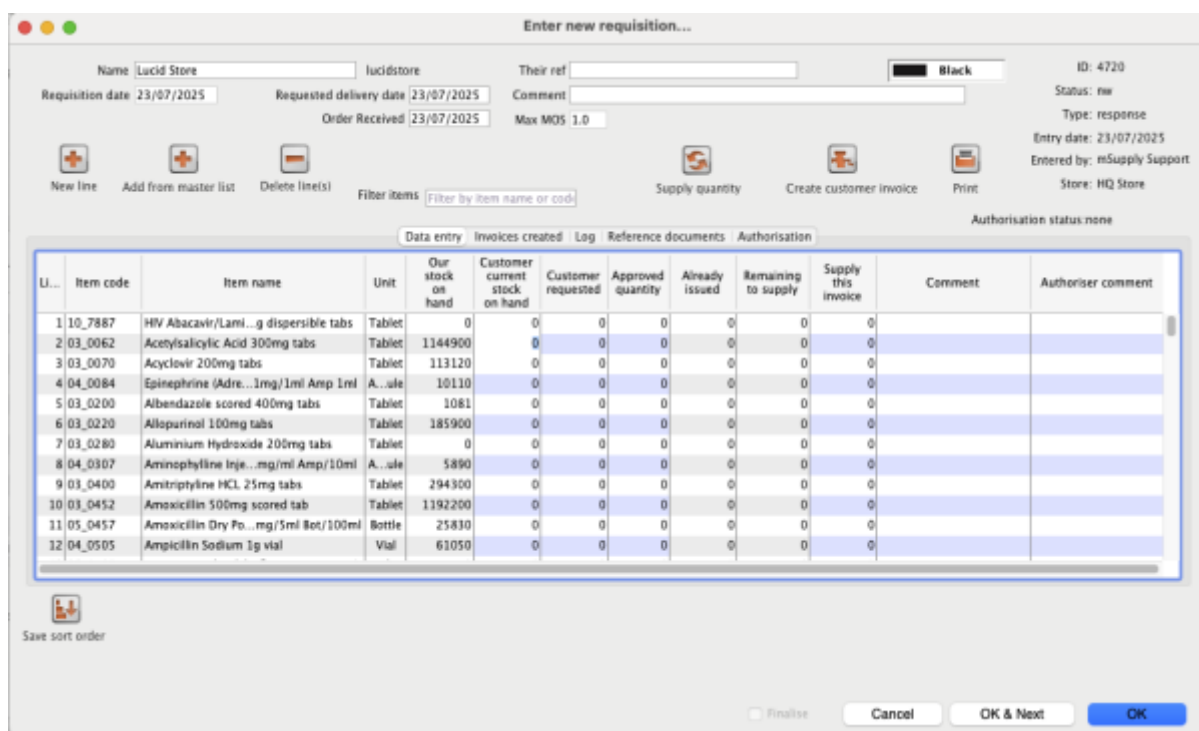 Enter new requisition...
Name Lucid Store lucidstore Their ref Black ID: 4720
Requisition date 23/07/2025 Requested delivery date 23/07/2025 Comment Status: nw
Order Received 23/07/2025 Max MOS 1.0 Type: response
Entry date: 23/07/2025
Entered by: mSupply Support
Store: HQ Store
New line Add from master list Delete line(s) Filter items Filter by item name or code Supply quantity Create customer invoice Print
Authorisation status:none
Data entry Invoices created Log Reference documents Authorisation
Li... Item code Item name Unit Our stock on hand Customer current stock on hand Customer requested Approved quantity Already issued Remaining to supply Supply this invoice Comment Authoriser comment
1 10_7887 HIV Abacavir/Lami...g dispersible tabs Tablet 0 0 0 0 0 0 0
2 03_0062 Acetylsalicylic Acid 300mg tabs Tablet 1144900 0 0 0 0 0 0
3 03_0070 Acyclovir 200mg tabs Tablet 113120 0 0 0 0 0 0
4 04_0084 Epinephrine (Adre...1mg/1ml Amp 1ml A...ule 10110 0 0 0 0 0 0
5 03_0200 Albendazole scored 400mg tabs Tablet 1081 0 0 0 0 0 0
6 03_0220 Allopurinol 100mg tabs Tablet 185900 0 0 0 0 0 0
7 03_0280 Aluminium Hydroxide 200mg tabs Tablet 0 0 0 0 0 0 0
8 04_0307 Aminophylline Inje...mg/ml Amp/10ml A...ule 5890 0 0 0 0 0 0
9 03_0400 Amitriptyline HCL 25mg tabs Tablet 294300 0 0 0 0 0 0
10 03_0452 Amoxicillin 500mg scored tab Tablet 1192200 0 0 0 0 0 0
11 05_0457 Amoxicillin Dry Po...mg/5ml Bot/100ml Bottle 25830 0 0 0 0 0 0
12 04_0505 Ampicillin Sodium 1g vial Vial 61050 0 0 0 0 0 0
Save sort order
Finalise Cancel OK & Next OK